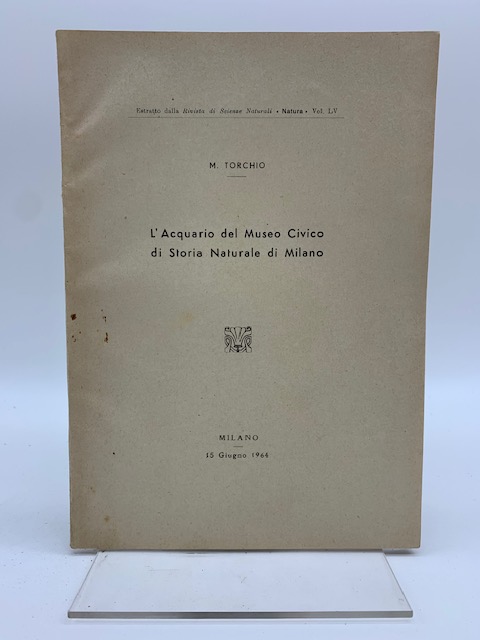 Estratto dalla Rivista di Scienze Naturali • Natura • Vol. LV
M. TORCHIO
L'Acquario del Museo Civico
di Storia Naturale di Milano
MILANO
15 Giugno 1964